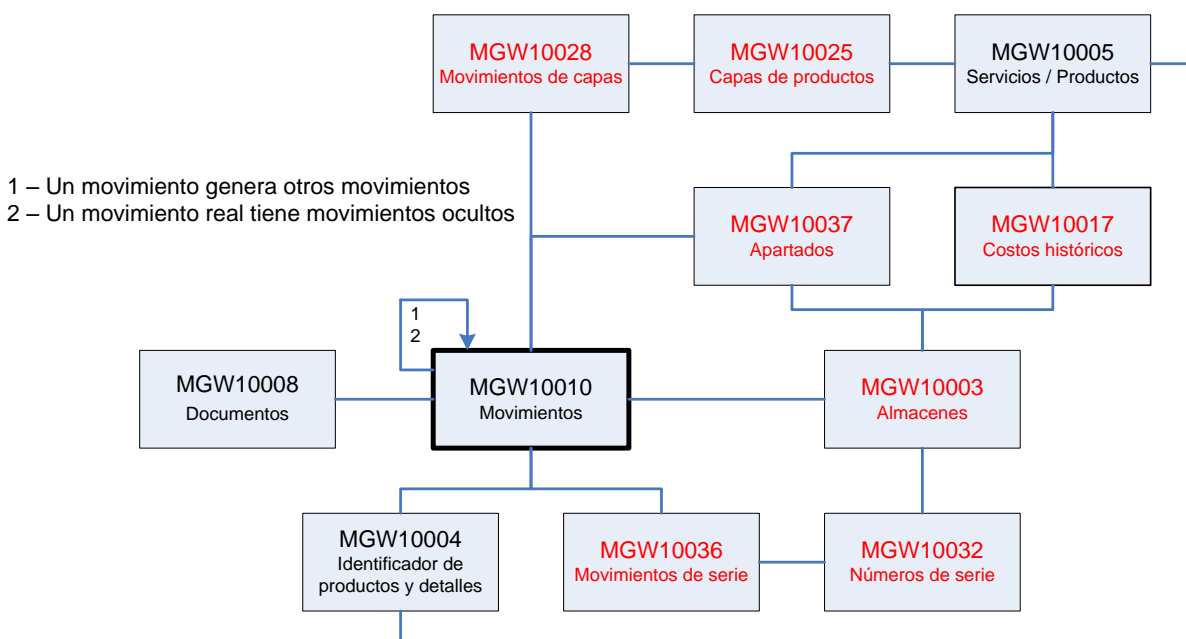 MGW10028
Movimientos de capas
MGW10025
Capas de productos
MGW10005
Servicios / Productos
1 – Un movimiento genera otros movimientos
2 – Un movimiento real tiene movimientos ocultos
MGW10037
Apartados
MGW10017
Costos históricos
1
2
MGW10008
Documentos
MGW10010
Movimientos
MGW10003
Almacenes
MGW10004
Identificador de
productos y detalles
MGW10036
Movimientos de serie
MGW10032
Números de serie